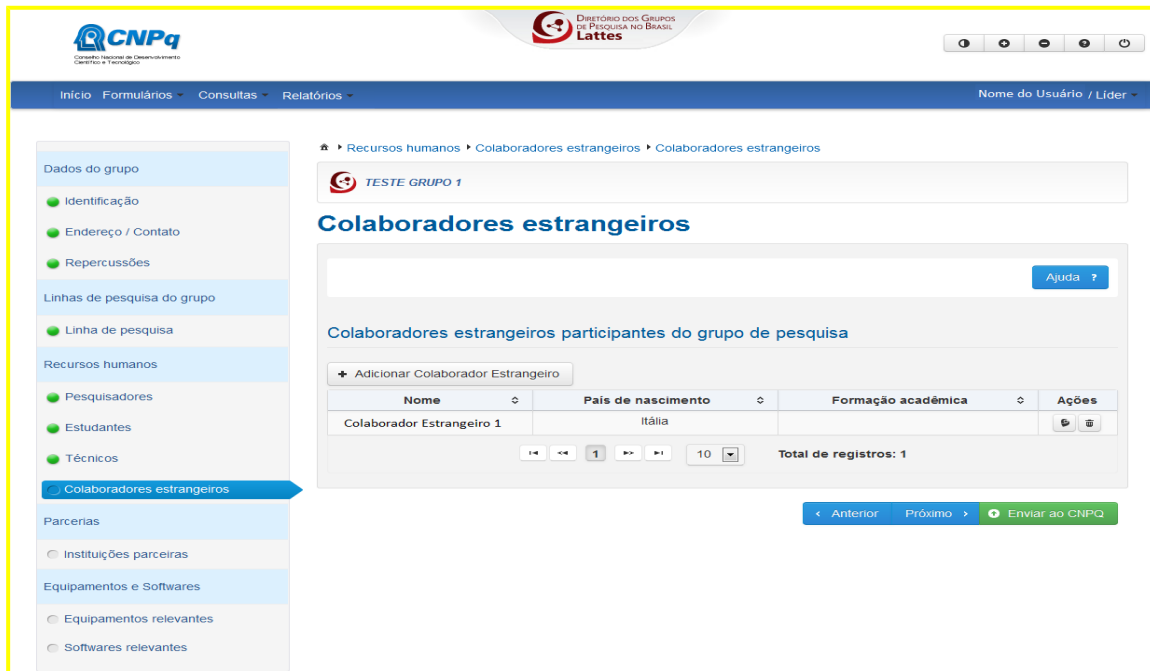 CNPq
Conselho Nacional de Desenvolvimento
Científico e Tecnológico
Diretório dos Grupos
de Pesquisa no Brasil
Lattes
Início Formulários Consultas Relatórios
Nome do Usuário / Líder
Dados do grupo
Identificação
Endereço / Contato
Repercussões
Linhas de pesquisa do grupo
Linha de pesquisa
Recursos humanos
Pesquisadores
Estudantes
Técnicos
Colaboradores estrangeiros
Parcerias
Instituições parceiras
Equipamentos e Softwares
Equipamentos relevantes
Softwares relevantes
Recursos humanos Colaboradores estrangeiros Colaboradores estrangeiros
TESTE GRUPO 1
Colaboradores estrangeiros
Ajuda ?
Colaboradores estrangeiros participantes do grupo de pesquisa
+ Adicionar Colaborador Estrangeiro
Nome País de nascimento Formação acadêmica Ações
Colaborador Estrangeiro 1 Itália
1 10 Total de registros: 1
‹ Anterior Próximo › Enviar ao CNPQ